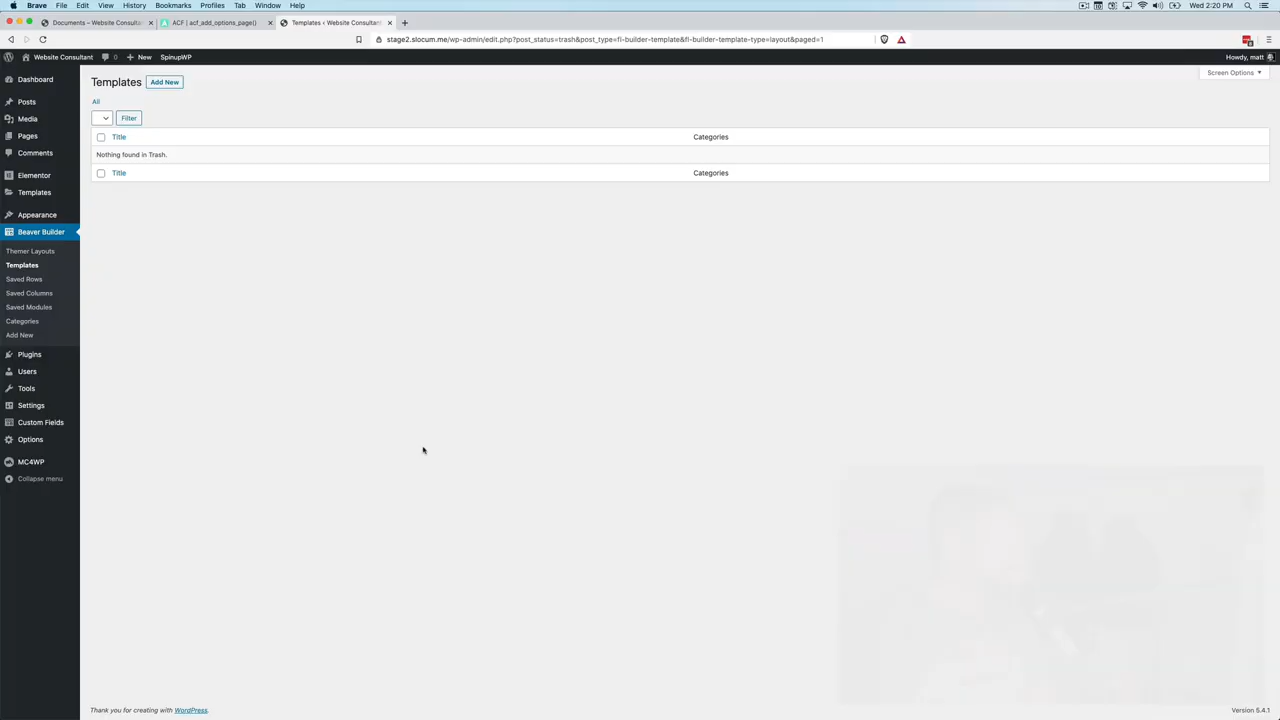 Brave File Edit View History Bookmarks Profiles Tab Window Help Wed 2:20 PM
Documents – Website Consultan ACF | acf_add_options_page() Templates ‹ Website Consultant
stage2.slocum.me/wp-admin/edit.php?post_status=trash&post_type=fl-builder-template&fl-builder-template-type=layout&paged=1
Website Consultant 0 New SpinupWP Howdy, matt
Screen Options
Dashboard
Posts
Media
Pages
Comments
Elementor
Templates
Appearance
Beaver Builder
Themer Layouts
Templates
Saved Rows
Saved Columns
Saved Modules
Categories
Add New
Plugins
Users
Tools
Settings
Custom Fields
Options
MC4WP
Collapse menu
Templates Add New
All
Filter
Title Categories
Nothing found in Trash.
Title Categories
Thank you for creating with WordPress. Version 5.4.1